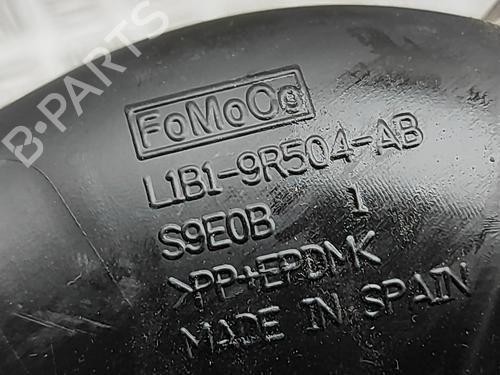 B-PARTS
FoMoCo
L1B1-9R504-AB
S9E0B 1
>PP+EPDM<
MADE IN SPAIN